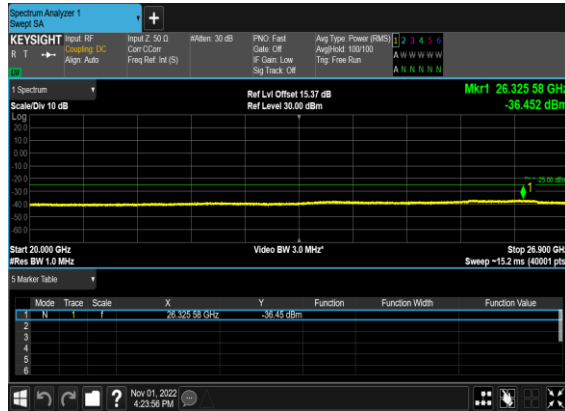 Spectrum Analyzer 1
Swept SA
+
KEYSIGHT Input: RF Input Z: 50 Ω #Atten: 30 dB PNO: Fast Avg Type: Power (RMS) 1 2 3 4 5 6
R T Coupling: DC Corr CCorr Gate: Off Avg|Hold: 100/100 A W W W W W
Align: Auto Freq Ref: Int (S) IF Gain: Low Trig: Free Run
Sig Track: Off A N N N N N
1 Spectrum
Scale/Div 10 dB
Ref Lvl Offset 15.37 dB
Ref Level 30.00 dBm
Mkr1 26.325 58 GHz
-36.452 dBm
Log
20.0
10.0
0.00
-10.0
-20.0
-25.00 dBm
1
-30.0
-40.0
-50.0
-60.0
Start 20.000 GHz Video BW 3.0 MHz* Stop 26.900 GHz
#Res BW 1.0 MHz Sweep ~15.2 ms (40001 pts)
5 Marker Table
Mode Trace Scale X Y Function Function Width Function Value
1 N 1 f 26.325 58 GHz -36.45 dBm
2
3
4
5
6
? Nov 01, 2022
4:23:56 PM